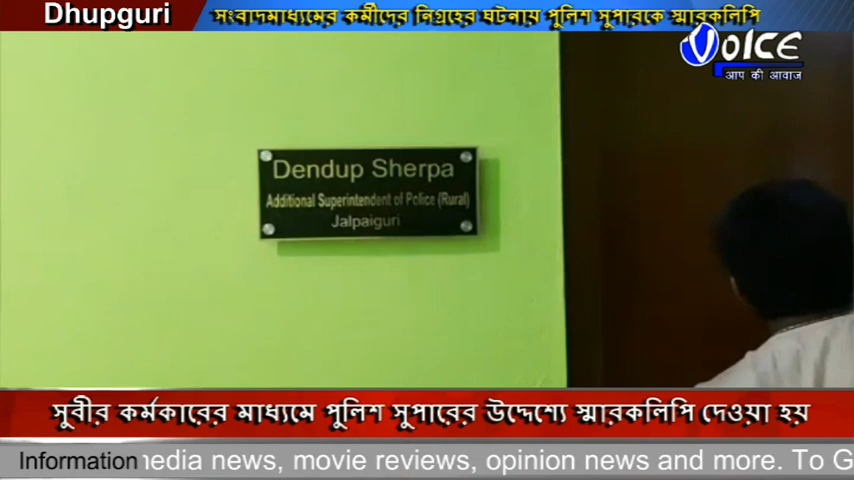 Dhupguri
সংবাদমাধ্যমের কর্মীদের নিগ্রহের ঘটনায় পুলিশ সুপারকে স্মারকলিপি
VOICE
आप की आवाज
Dendup Sherpa
Additional Superintendent of Police (Rural)
Jalpaiguri
সুবীর কর্মকারের মাধ্যমে পুলিশ সুপারের উদ্দেশ্যে স্মারকলিপি দেওয়া হয়
Information
news, movie reviews, opinion news and more. To